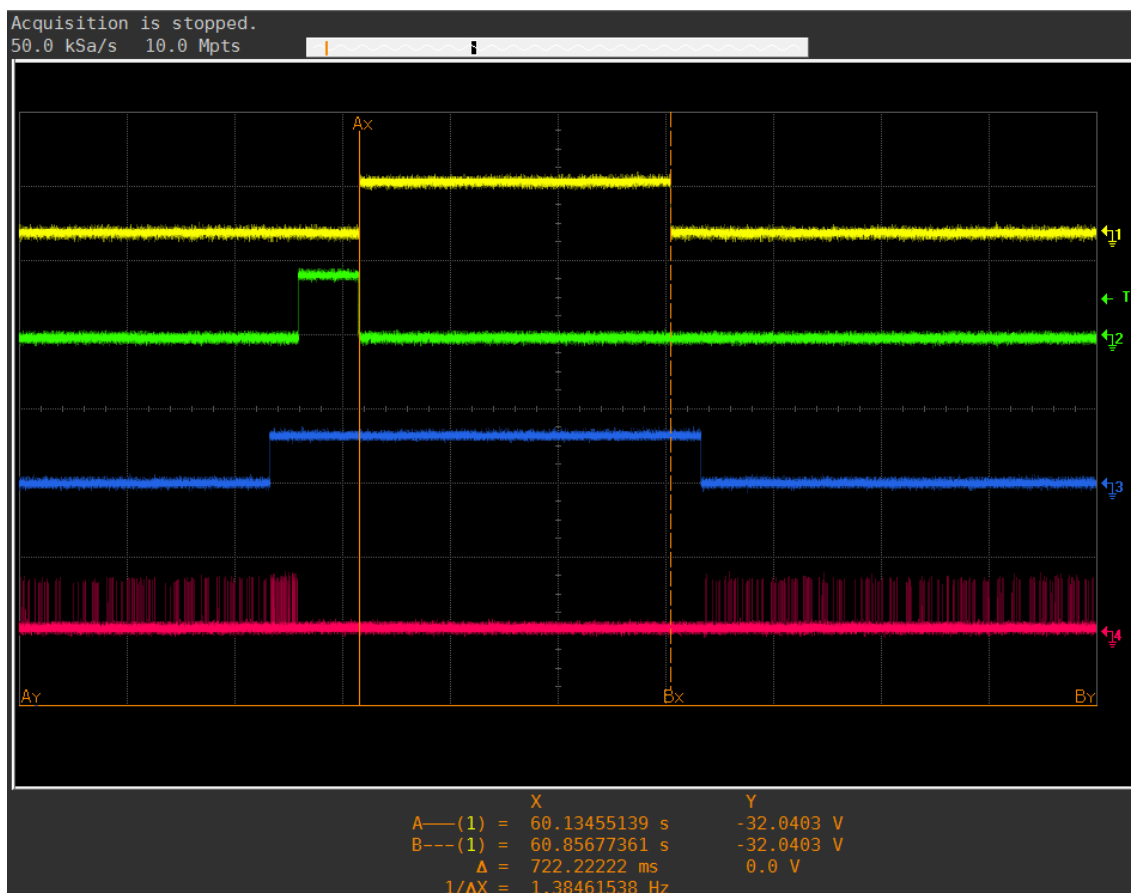 Acquisition is stopped.
50.0 kSa/s 10.0 Mpts
Ax
1
T
2
3
4
Ay Bx By
X Y
A——(1) = 60.13455139 s -32.0403 V
B---(1) = 60.85677361 s -32.0403 V
Δ = 722.22222 ms 0.0 V
1/ΔX = 1.38461538 Hz